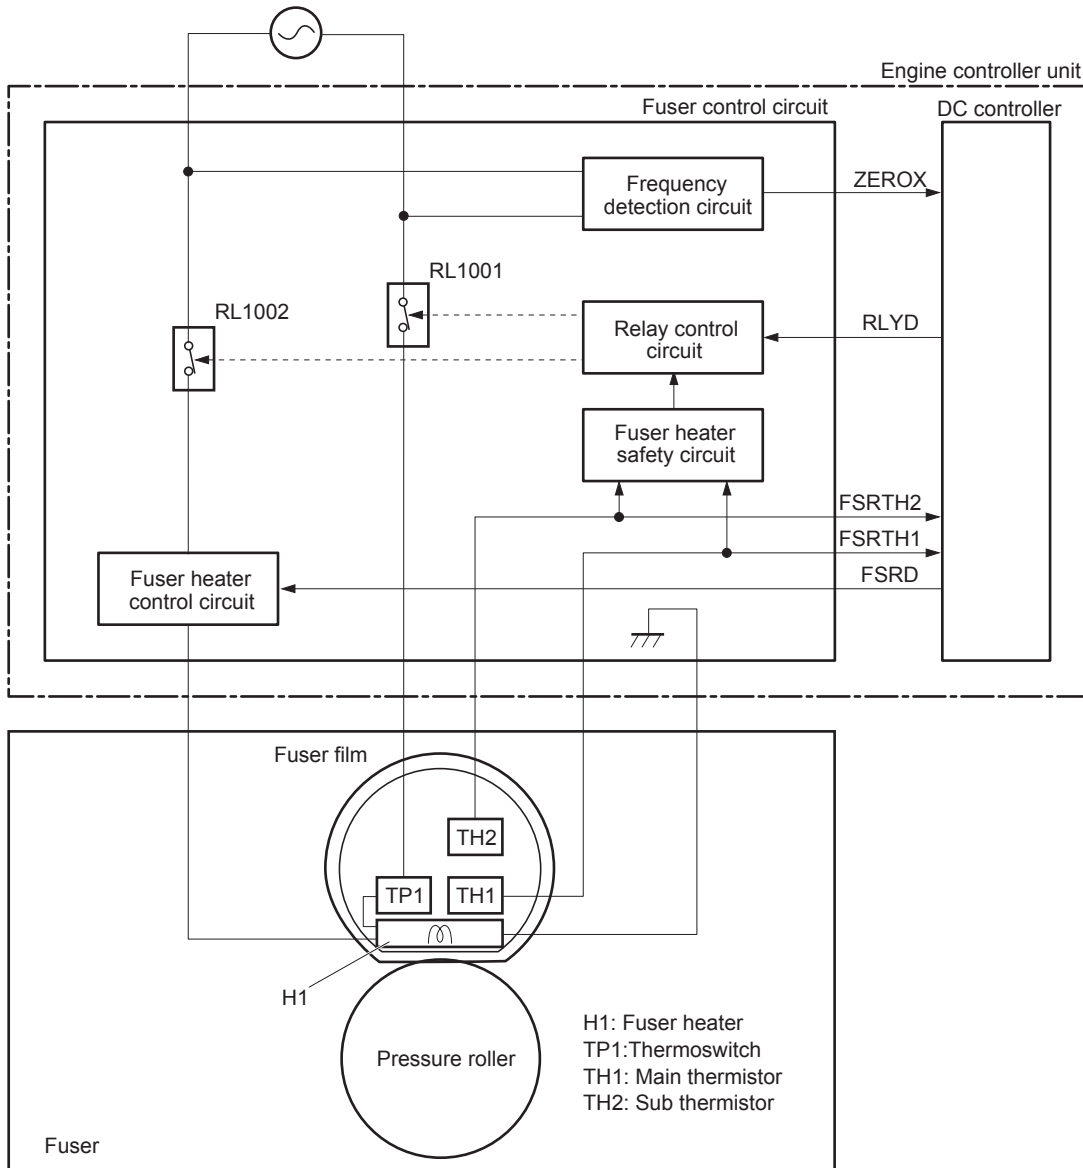 Engine controller unit
Fuser control circuit
DC controller
Frequency
detection circuit
ZEROX
RL1001
RL1002
Relay control
circuit
RLYD
Fuser heater
safety circuit
FSRTH2
FSRTH1
FSRD
Fuser heater
control circuit
Fuser film
TH2
TP1
TH1
H1
Pressure roller
H1: Fuser heater
TP1:Thermoswitch
TH1: Main thermistor
TH2: Sub thermistor
Fuser